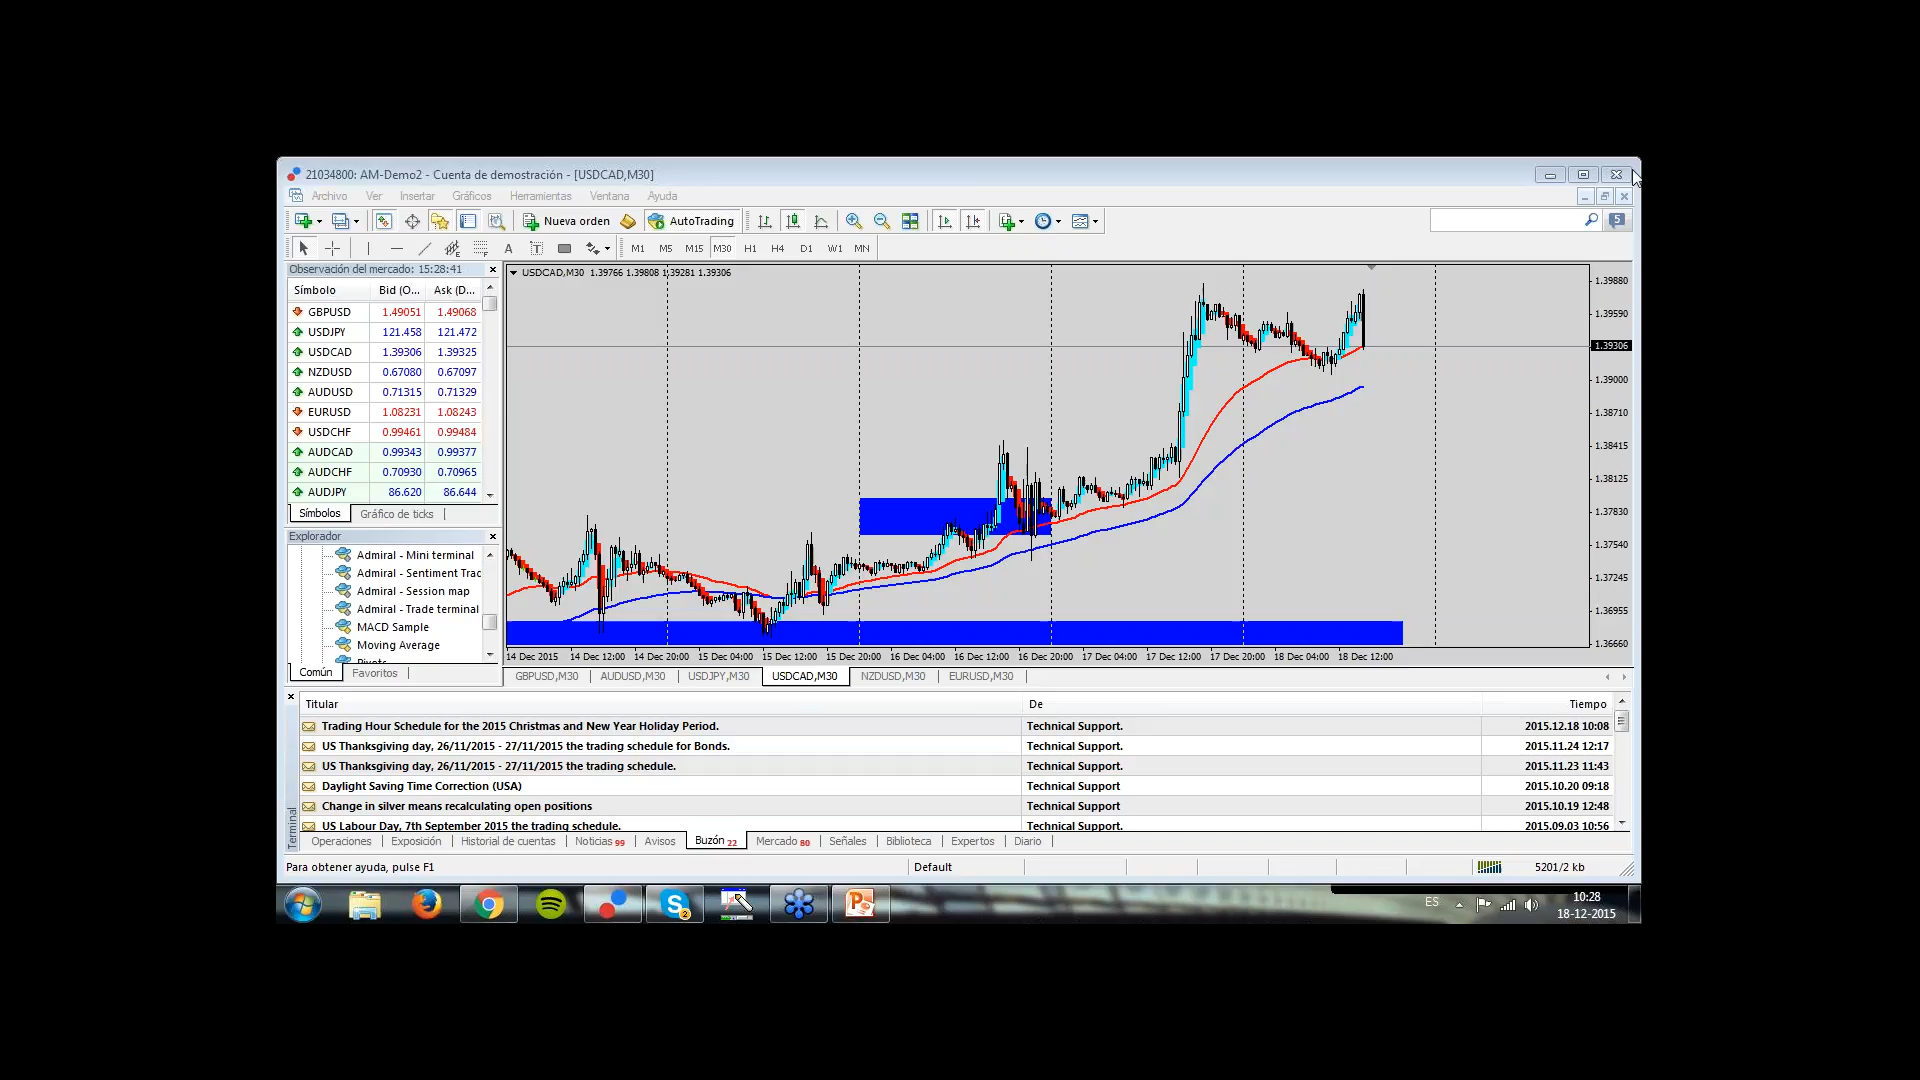 21034800: AM-Demo2 - Cuenta de demostración - [USDCAD,M30]
Archivo Ver Insertar Gráficos Herramientas Ventana Ayuda
Nueva orden AutoTrading 5
A T M1 M5 M15 M30 H1 H4 D1 W1 MN
Observación del mercado: 15:28:41
Símbolo Bid (O... Ask (D...
GBPUSD 1.49051 1.49068
USDJPY 121.458 121.472
USDCAD 1.39306 1.39325
NZDUSD 0.67080 0.67097
AUDUSD 0.71315 0.71329
EURUSD 1.08231 1.08243
USDCHF 0.99461 0.99484
AUDCAD 0.99343 0.99377
AUDCHF 0.70930 0.70965
AUDJPY 86.620 86.644
Símbolos Gráfico de ticks
Explorador
Admiral - Mini terminal
Admiral - Sentiment Trac
Admiral - Session map
Admiral - Trade terminal
MACD Sample
Moving Average
Común Favoritos
USDCAD,M30 1.39766 1.39808 1.39281 1.39306
1.39880
1.39590
1.39306
1.39000
1.38710
1.38415
1.38125
1.37830
1.37540
1.37245
1.36955
1.36660
14 Dec 2015 14 Dec 12:00 14 Dec 20:00 15 Dec 04:00 15 Dec 12:00 15 Dec 20:00 16 Dec 04:00 16 Dec 12:00 16 Dec 20:00 17 Dec 04:00 17 Dec 12:00 17 Dec 20:00 18 Dec 04:00 18 Dec 12:00
GBPUSD,M30 AUDUSD,M30 USDJPY,M30 USDCAD,M30 NZDUSD,M30 EURUSD,M30
Titular De Tiempo
Trading Hour Schedule for the 2015 Christmas and New Year Holiday Period. Technical Support. 2015.12.18 10:08
US Thanksgiving day, 26/11/2015 - 27/11/2015 the trading schedule for Bonds. Technical Support. 2015.11.24 12:17
US Thanksgiving day, 26/11/2015 - 27/11/2015 the trading schedule. Technical Support. 2015.11.23 11:43
Daylight Saving Time Correction (USA) Technical Support 2015.10.20 09:18
Change in silver means recalculating open positions Technical Support 2015.10.19 12:48
US Labour Day, 7th September 2015 the trading schedule. Technical Support. 2015.09.03 10:56
Terminal
Operaciones Exposición Historial de cuentas Noticias 99 Avisos Buzón 22 Mercado 80 Señales Biblioteca Expertos Diario
Para obtener ayuda, pulse F1 Default 5201/2 kb
ES 10:28
18-12-2015